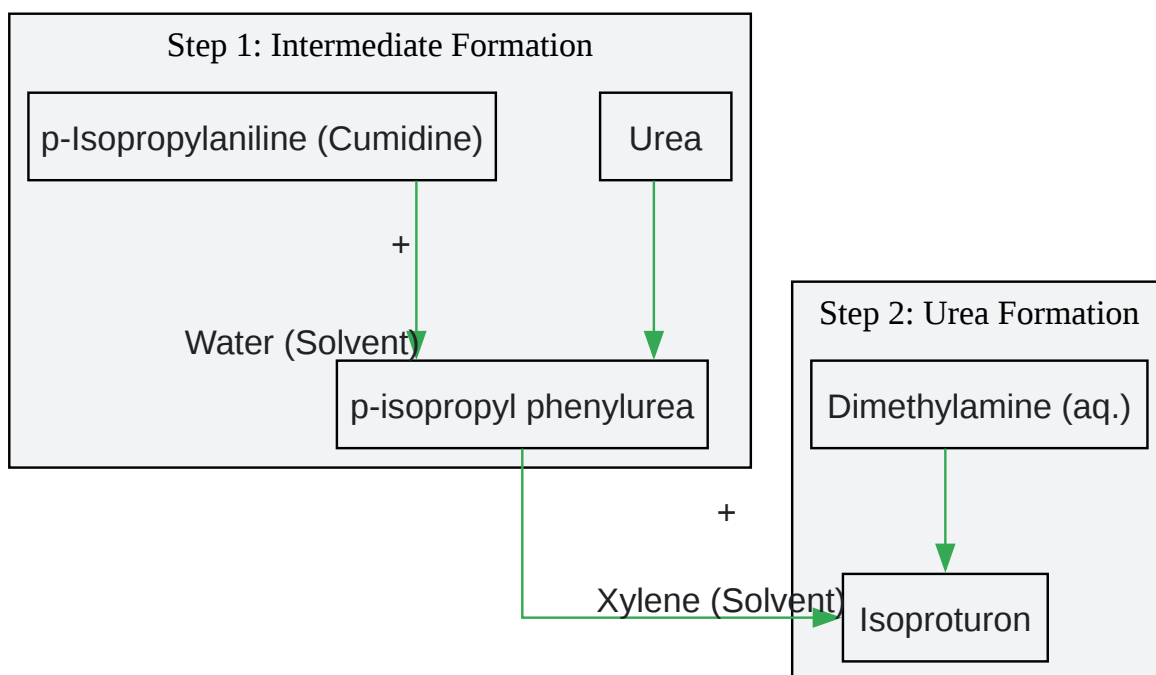 Step 1: Intermediate Formation
p-Isopropylaniline (Cumidine)
Urea
+
Water (Solvent)
p-isopropyl phenylurea
Step 2: Urea Formation
Dimethylamine (aq.)
+
Xylene (Solvent)
Isoproturon